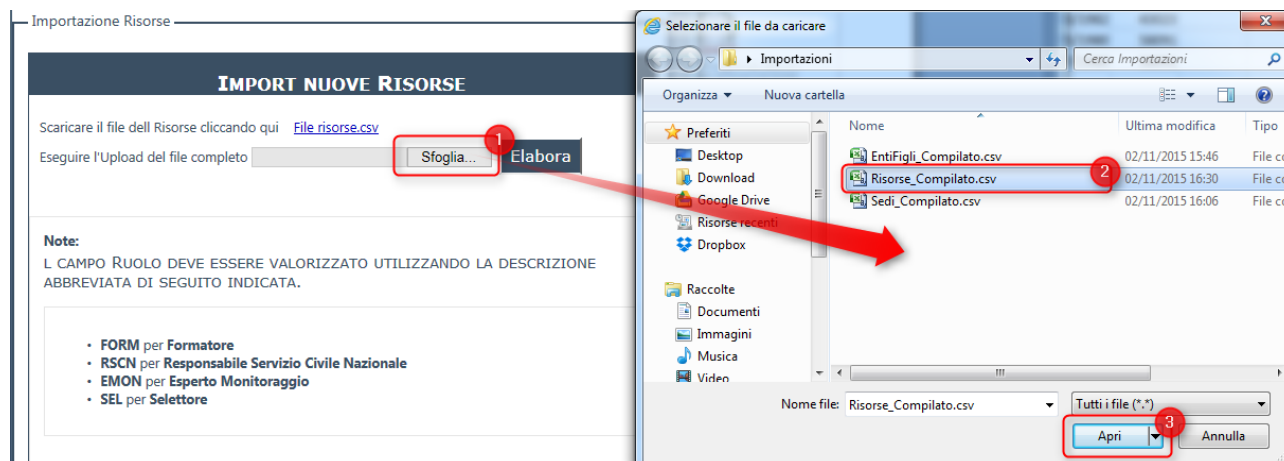 Importazione Risorse
IMPORT NUOVE RISORSE
Scaricare il file dell Risorse cliccando qui File risorse.csv
Eseguire l'Upload del file completo Sfoglia... Elabora
1
Note:
L CAMPO RUOLO DEVE ESSERE VALORIZZATO UTILIZZANDO LA DESCRIZIONE
ABBREVIATA DI SEGUITO INDICATA.
• FORM per Formatore
• RSCN per Responsabile Servizio Civile Nazionale
• EMON per Esperto Monitoraggio
• SEL per Selettore
Selezionare il file da caricare
Importazioni
Cerca Importazioni
Organizza Nuova cartella
Preferiti
Desktop
Download
Google Drive
Risorse recenti
Dropbox
Raccolte
Documenti
Immagini
Musica
Video
Nome Ultima modifica Tipo
EntiFigli_Compilato.csv 02/11/2015 15:46 File c
Risorse_Compilato.csv 2 02/11/2015 16:30 File c
Sedi_Compilato.csv 02/11/2015 16:06 File c
Nome file: Risorse_Compilato.csv Tutti i file (*.*)
3
Apri Annulla